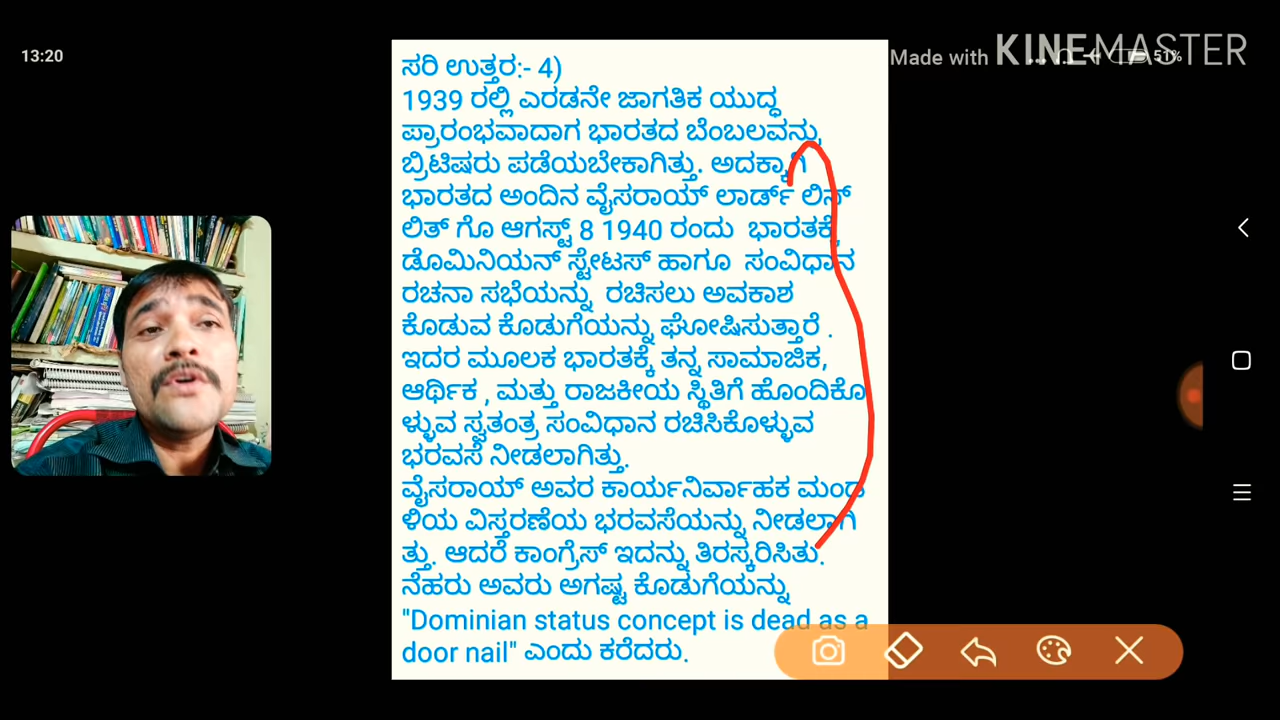 13:20
Made with KINEMASTER
51%
ಸರಿ ಉತ್ತರ:- 4)
1939 ರಲ್ಲಿ ಎರಡನೇ ಜಾಗತಿಕ ಯುದ್ಧ
ಪ್ರಾರಂಭವಾದಾಗ ಭಾರತದ ಬೆಂಬಲವನ್ನು
ಬ್ರಿಟಿಷರು ಪಡೆಯಬೇಕಾಗಿತ್ತು. ಅದಕ್ಕಾಗಿ
ಭಾರತದ ಅಂದಿನ ವೈಸರಾಯ್ ಲಾರ್ಡ್ ಲಿನ್
ಲಿತ್ ಗೊ ಆಗಸ್ಟ್ 8 1940 ರಂದು ಭಾರತಕ್ಕೆ
ಡೊಮಿನಿಯನ್ ಸ್ಟೇಟಸ್ ಹಾಗೂ ಸಂವಿಧಾನ
ರಚನಾ ಸಭೆಯನ್ನು ರಚಿಸಲು ಅವಕಾಶ
ಕೊಡುವ ಕೊಡುಗೆಯನ್ನು ಘೋಷಿಸುತ್ತಾರೆ .
ಇದರ ಮೂಲಕ ಭಾರತಕ್ಕೆ ತನ್ನ ಸಾಮಾಜಿಕ,
ಆರ್ಥಿಕ , ಮತ್ತು ರಾಜಕೀಯ ಸ್ಥಿತಿಗೆ ಹೊಂದಿಕೊ
ಳ್ಳುವ ಸ್ವತಂತ್ರ ಸಂವಿಧಾನ ರಚಿಸಿಕೊಳ್ಳುವ
ಭರವಸೆ ನೀಡಲಾಗಿತ್ತು.
ವೈಸರಾಯ್ ಅವರ ಕಾರ್ಯನಿರ್ವಾಹಕ ಮಂಡ
ಳಿಯ ವಿಸ್ತರಣೆಯ ಭರವಸೆಯನ್ನು ನೀಡಲಾಗಿ
ತ್ತು. ಆದರೆ ಕಾಂಗ್ರೆಸ್ ಇದನ್ನು ತಿರಸ್ಕರಿಸಿತು.
ನೆಹರು ಅವರು ಅಗಷ್ಟ ಕೊಡುಗೆಯನ್ನು
"Dominian status concept is dead as a
door nail" ಎಂದು ಕರೆದರು.